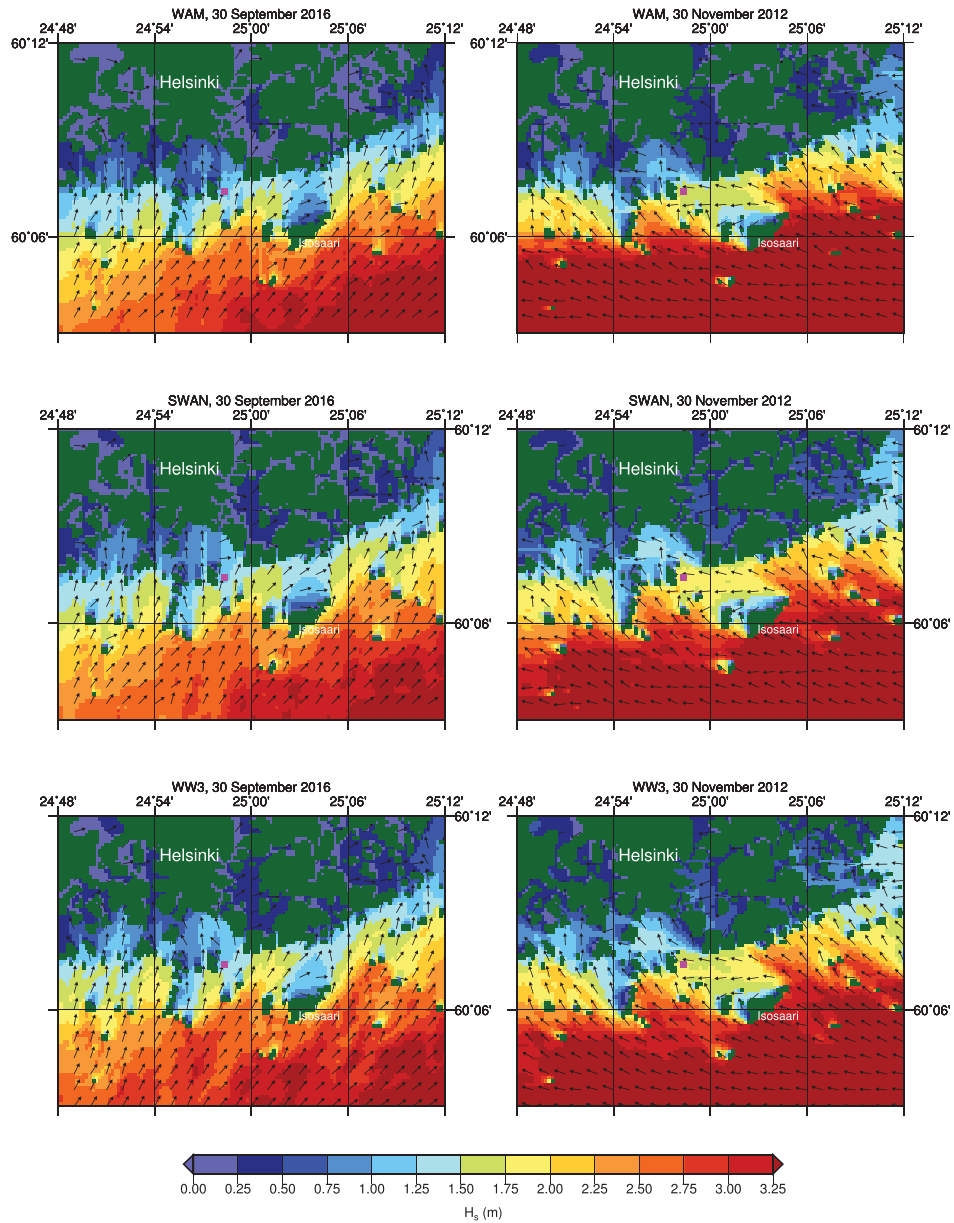 WAM, 30 September 2016
24˚48' 24˚54' 25˚00' 25˚06' 25˚12'
60˚12'
Helsinki
60˚06'
Isosaari
WAM, 30 November 2012
24˚48' 24˚54' 25˚00' 25˚06' 25˚12'
60˚12'
Helsinki
60˚06'
Isosaari
SWAN, 30 September 2016
24˚48' 24˚54' 25˚00' 25˚06' 25˚12'
60˚12'
Helsinki
60˚06'
Isosaari
SWAN, 30 November 2012
24˚48' 24˚54' 25˚00' 25˚06' 25˚12'
60˚12'
Helsinki
60˚06'
Isosaari
WW3, 30 September 2016
24˚48' 24˚54' 25˚00' 25˚06' 25˚12'
60˚12'
Helsinki
60˚06'
Isosaari
WW3, 30 November 2012
24˚48' 24˚54' 25˚00' 25˚06' 25˚12'
60˚12'
Helsinki
60˚06'
Isosaari
0.00 0.25 0.50 0.75 1.00 1.25 1.50 1.75 2.00 2.25 2.50 2.75 3.00 3.25
Hs (m)